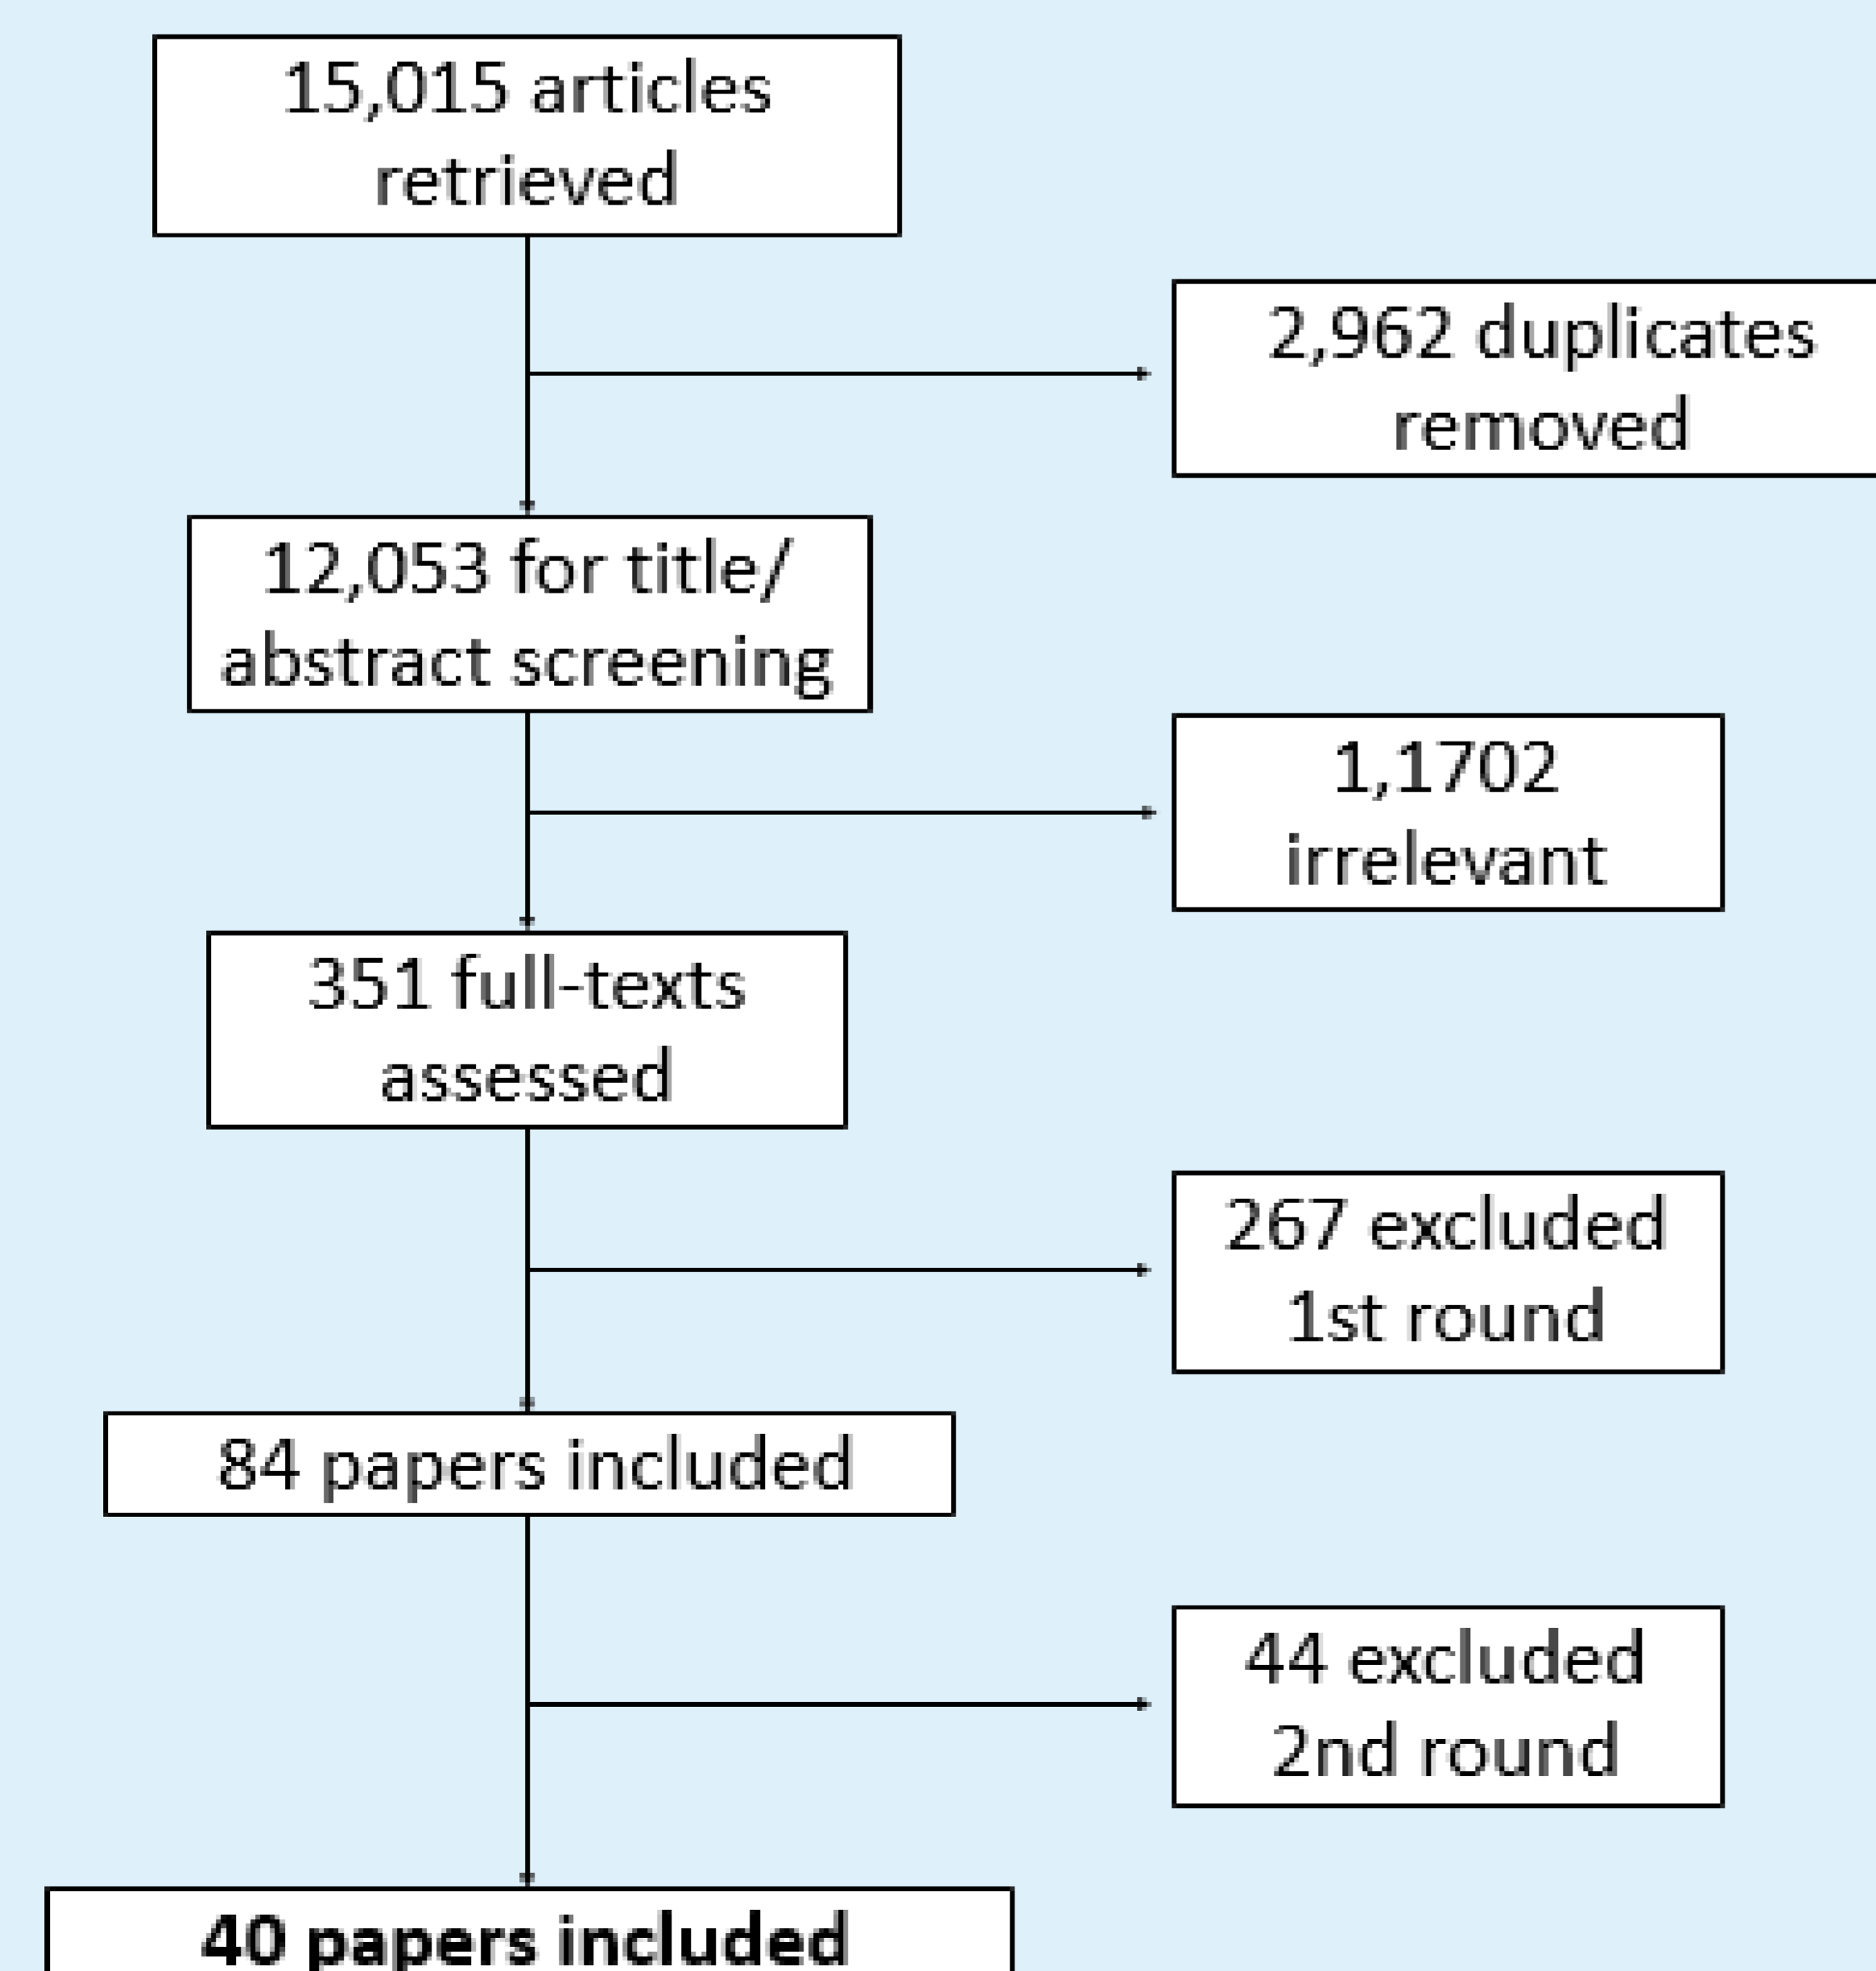 15,015 articles
retrieved
2,962 duplicates
removed
12,053 for title/
abstract screening
1,1702
irrelevant
351 full-texts
assessed
267 excluded
1st round
84 papers included
44 excluded
2nd round
40 papers included